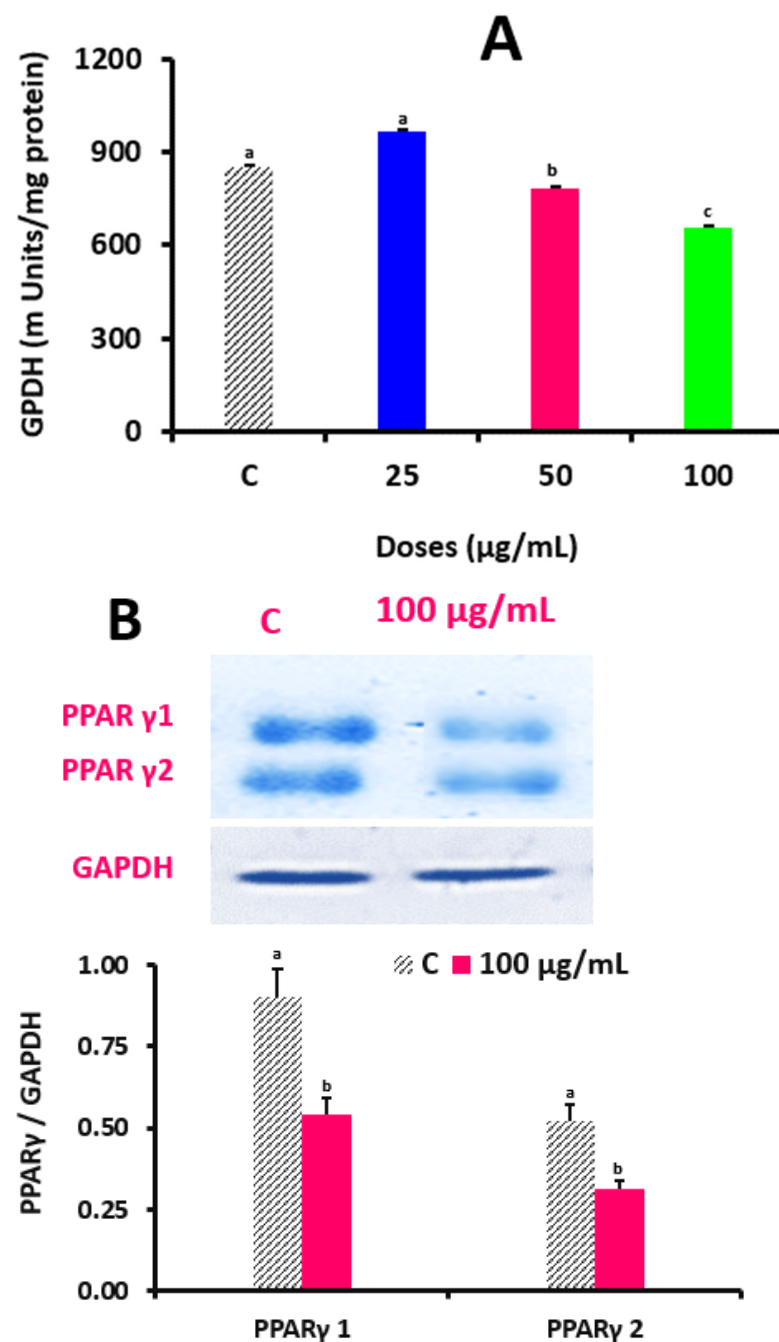 A
GPDH (m Units/mg protein)
1200
900
600
300
0
a
a
b
c
C 25 50 100
Doses (µg/mL)
B
C 100 µg/mL
PPAR γ1
PPAR γ2
GAPDH
C 100 µg/mL
PPARγ / GAPDH
1.00
0.75
0.50
0.25
0.00
a
b
a
b
PPARγ 1 PPARγ 2